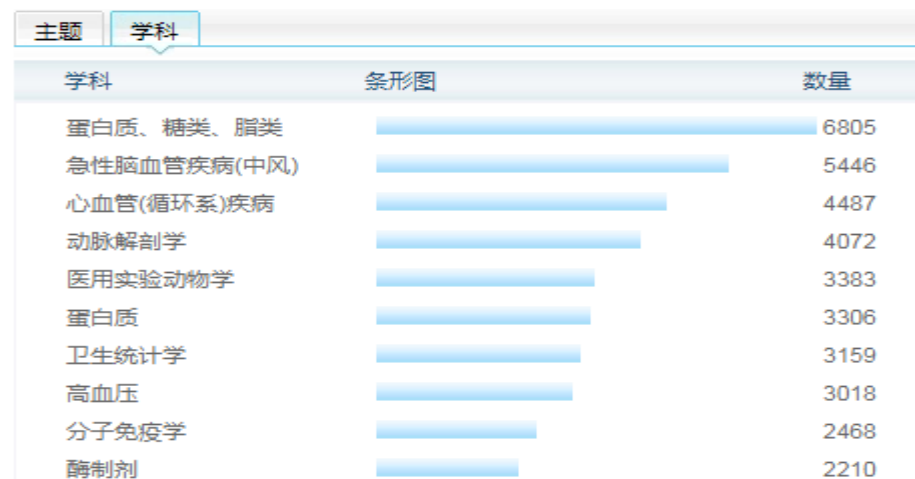 主题 学科
学科 条形图 数量
蛋白质、糖类、脂类 6805
急性脑血管疾病(中风) 5446
心血管(循环系)疾病 4487
动脉解剖学 4072
医用实验动物学 3383
蛋白质 3306
卫生统计学 3159
高血压 3018
分子免疫学 2468
酶制剂 2210